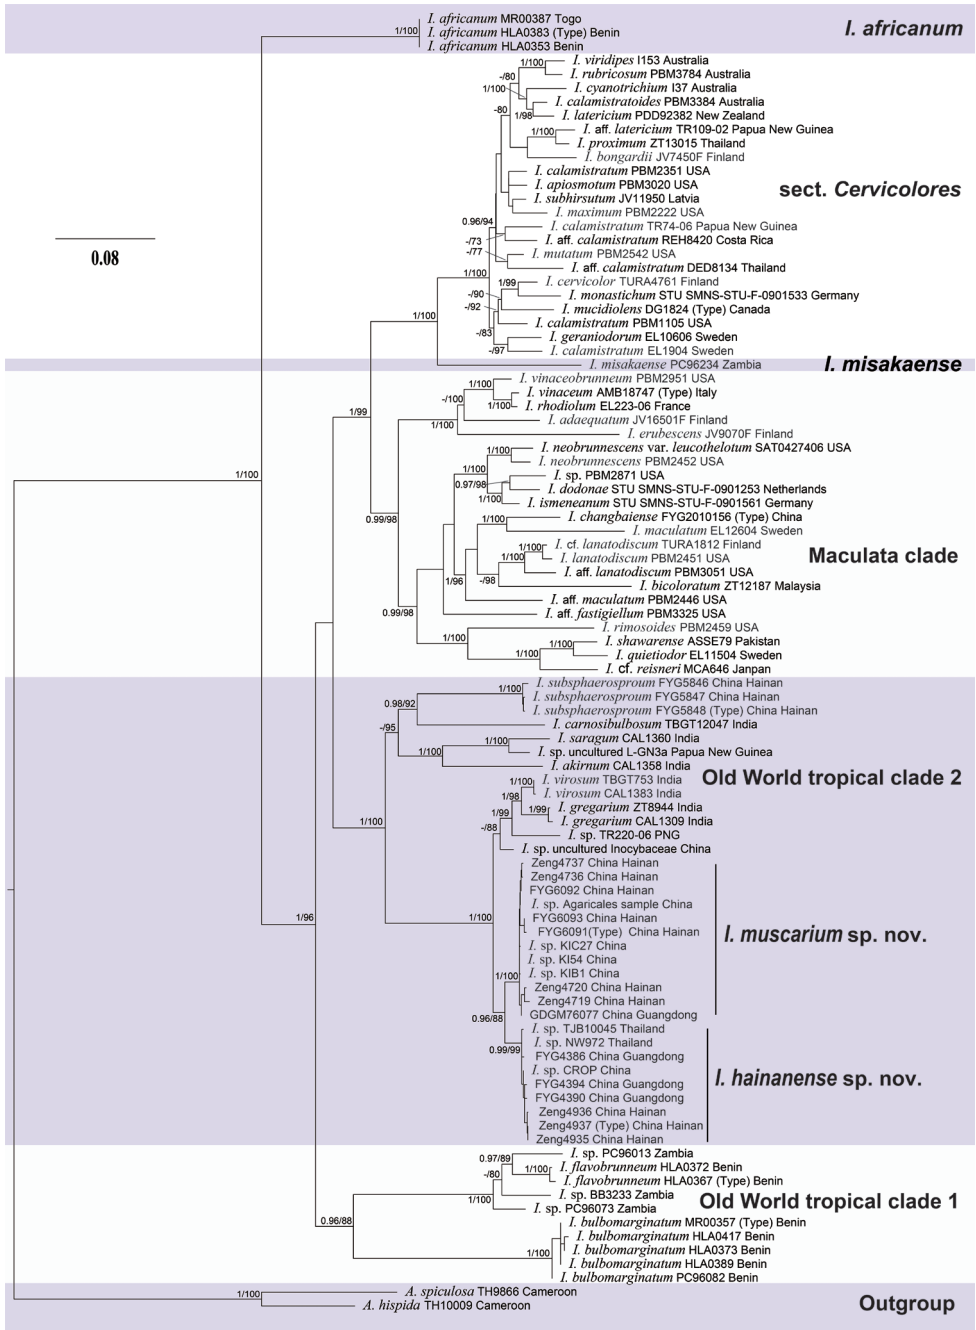 I. africanum MR00387 Togo
1/100
I. africanum HLA0383 (Type) Benin
I. africanum
I. africanum HLA0353 Benin
1/100
I. viridipes I153 Australia
-/80
I. rubricosum PBM3784 Australia
1/100
I. cyanotrichium I37 Australia
I. calamistratoides PBM3384 Australia
-80
1/98
I. latericium PDD92382 New Zealand
I. aff. latericium TR109-02 Papua New Guinea
1/100
I. proximum ZT13015 Thailand
I. bongardii JV7450F Finland
I. calamistratum PBM2351 USA
I. apiosmotum PBM3020 USA
sect. Cervicolores
I. subhirsutum JV11950 Latvia
I. maximum PBM2222 USA
0.96/94
I. calamistratum TR74-06 Papua New Guinea
-/73
I. aff. calamistratum REH8420 Costa Rica
-/77
I. mutatum PBM2542 USA
0.08
I. aff. calamistratum DED8134 Thailand
1/100
1/99
I. cervicolor TURA4761 Finland
-/90
I. monastichum STU SMNS-STU-F-0901533 Germany
-/92
I. mucidiolens DG1824 (Type) Canada
1/100
I. calamistratum PBM1105 USA
-/83
I. geraniodorum EL10606 Sweden
-/97
I. calamistratum EL1904 Sweden
I. misakaense PC96234 Zambia
I. misakaense
I. vinaceobrunneum PBM2951 USA
1/100
I. vinaceum AMB18747 (Type) Italy
-/100
1/100
I. rhodiolum EL223-06 France
1/99
I. adaequatum JV16501F Finland
1/100
I. erubescens JV9070F Finland
I. neobrunnescens var. leucothelotum SAT0427406 USA
1/100
I. neobrunnescens PBM2452 USA
1/100
I. sp. PBM2871 USA
0.97/98
I. dodonae STU SMNS-STU-F-0901253 Netherlands
1/100
I. ismeneanum STU SMNS-STU-F-0901561 Germany
0.99/98
I. changbaiense FYG2010156 (Type) China
1/100
I. maculatum EL12604 Sweden
I. cf. lanatodiscum TURA1812 Finland
1/100
I. lanatodiscum PBM2451 USA
Maculata clade
1/100
I. aff. lanatodiscum PBM3051 USA
1/96
-/98
I. bicoloratum ZT12187 Malaysia
I. aff. maculatum PBM2446 USA
0.99/98
I. aff. fastigiellum PBM3325 USA
I. rimosoides PBM2459 USA
1/100
I. shawarense ASSE79 Pakistan
1/100
I. quietiodor EL11504 Sweden
1/100
I. cf. reisneri MCA646 Janpan
I. subsphaerosproum FYG5846 China Hainan
1/100
I. subsphaerosproum FYG5847 China Hainan
0.98/92
I. subsphaerosproum FYG5848 (Type) China Hainan
-/95
I. carnosibulbosum TBGT12047 India
I. saragum CAL1360 India
1/100
I. sp. uncultured L-GN3a Papua New Guinea
1/100
I. akirnum CAL1358 India
Old World tropical clade 2
1/100
I. virosum TBGT753 India
1/98
I. virosum CAL1383 India
1/99
1/99
I. gregarium ZT8944 India
1/100
-/88
I. gregarium CAL1309 India
I. sp. TR220-06 PNG
I. sp. uncultured Inocybaceae China
Zeng4737 China Hainan
Zeng4736 China Hainan
FYG6092 China Hainan
I. sp. Agaricales sample China
1/100
FYG6093 China Hainan
1/96
FYG6091(Type) China Hainan
I. muscarium sp. nov.
I. sp. KIC27 China
I. sp. KI54 China
I. sp. KIB1 China
1/100
Zeng4720 China Hainan
Zeng4719 China Hainan
0.96/88
GDGM76077 China Guangdong
I. sp. TJB10045 Thailand
I. sp. NW972 Thailand
0.99/99
FYG4386 China Guangdong
I. sp. CROP China
I. hainanense sp. nov.
FYG4394 China Guangdong
FYG4390 China Guangdong
Zeng4936 China Hainan
Zeng4937 (Type) China Hainan
Zeng4935 China Hainan
I. sp. PC96013 Zambia
0.97/89
I. flavobrunneum HLA0372 Benin
-/80
1/100
I. flavobrunneum HLA0367 (Type) Benin
I. sp. BB3233 Zambia
Old World tropical clade 1
1/100
I. sp. PC96073 Zambia
0.96/88
I. bulbomarginatum MR00357 (Type) Benin
I. bulbomarginatum HLA0417 Benin
I. bulbomarginatum HLA0373 Benin
1/100
I. bulbomarginatum HLA0389 Benin
I. bulbomarginatum PC96082 Benin
1/100
A. spiculosa TH9866 Cameroon
A. hispida TH10009 Cameroon
Outgroup